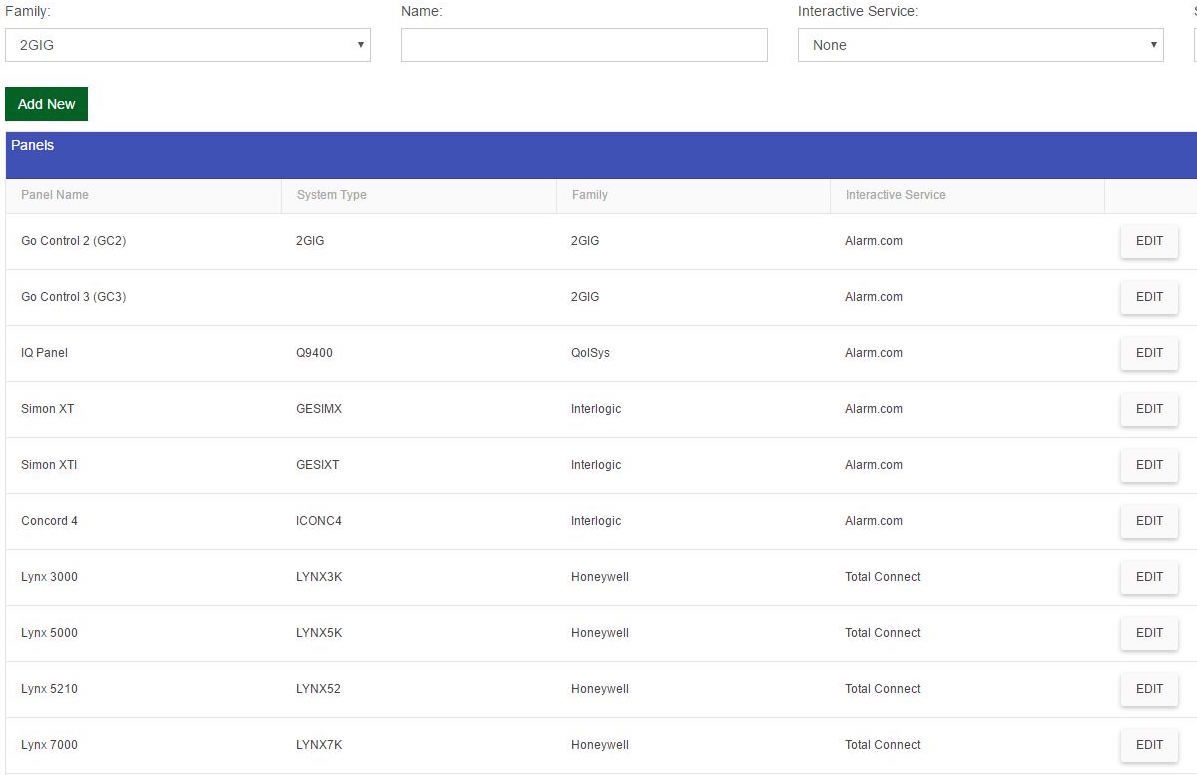 Family: Name: Interactive Service:
2GIG None
Add New
Panels
Panel Name System Type Family Interactive Service
Go Control 2 (GC2) 2GIG 2GIG Alarm.com EDIT
Go Control 3 (GC3) 2GIG Alarm.com EDIT
IQ Panel Q9400 QolSys Alarm.com EDIT
Simon XT GESIMX Interlogic Alarm.com EDIT
Simon XTI GESIXT Interlogic Alarm.com EDIT
Concord 4 ICONC4 Interlogic Alarm.com EDIT
Lynx 3000 LYNX3K Honeywell Total Connect EDIT
Lynx 5000 LYNX5K Honeywell Total Connect EDIT
Lynx 5210 LYNX52 Honeywell Total Connect EDIT
Lynx 7000 LYNX7K Honeywell Total Connect EDIT